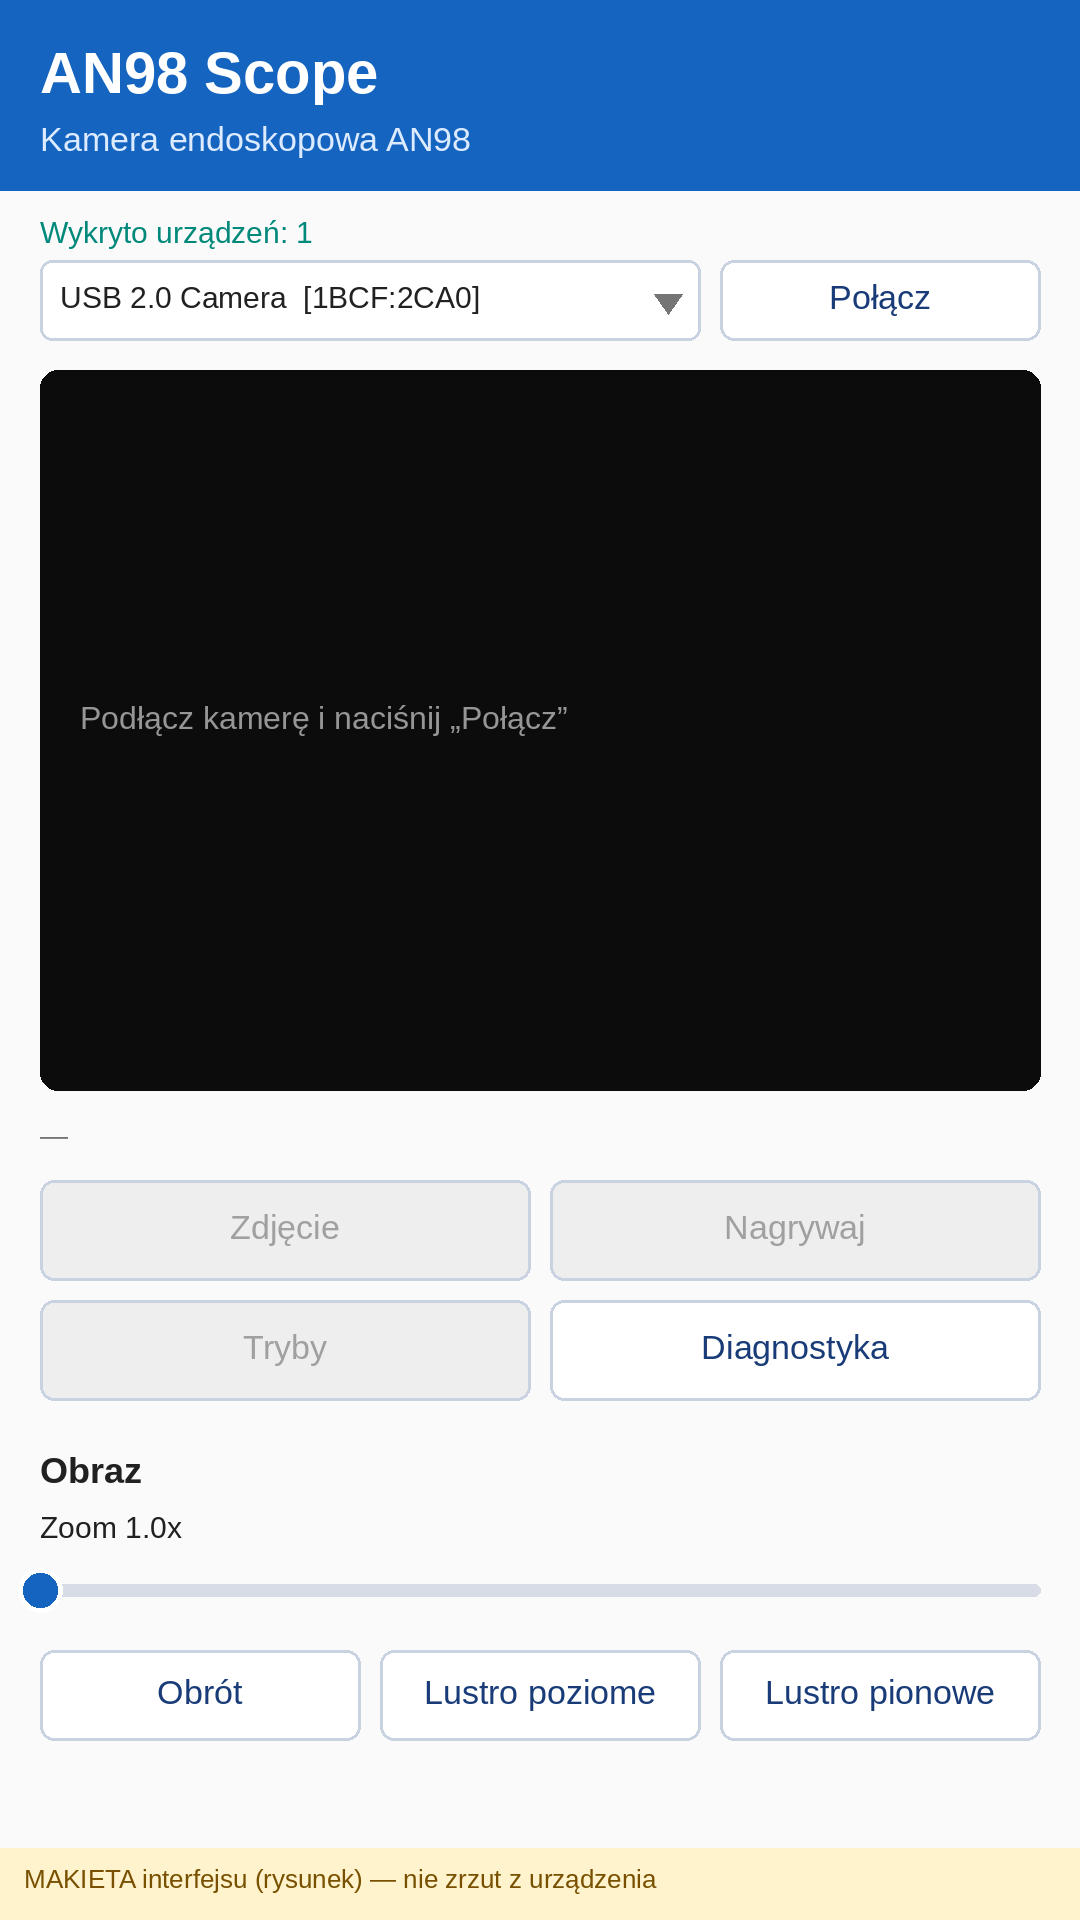 AN98 Scope
Kamera endoskopowa AN98
Wykryto urządzeń: 1
USB 2.0 Camera [1BCF:2CA0]
Połącz
Podłącz kamerę i naciśnij „Połącz”
—
Zdjęcie
Nagrywaj
Tryby
Diagnostyka
Obraz
Zoom 1.0x
Obrót
Lustro poziome
Lustro pionowe
MAKIETA interfejsu (rysunek) — nie zrzut z urządzenia